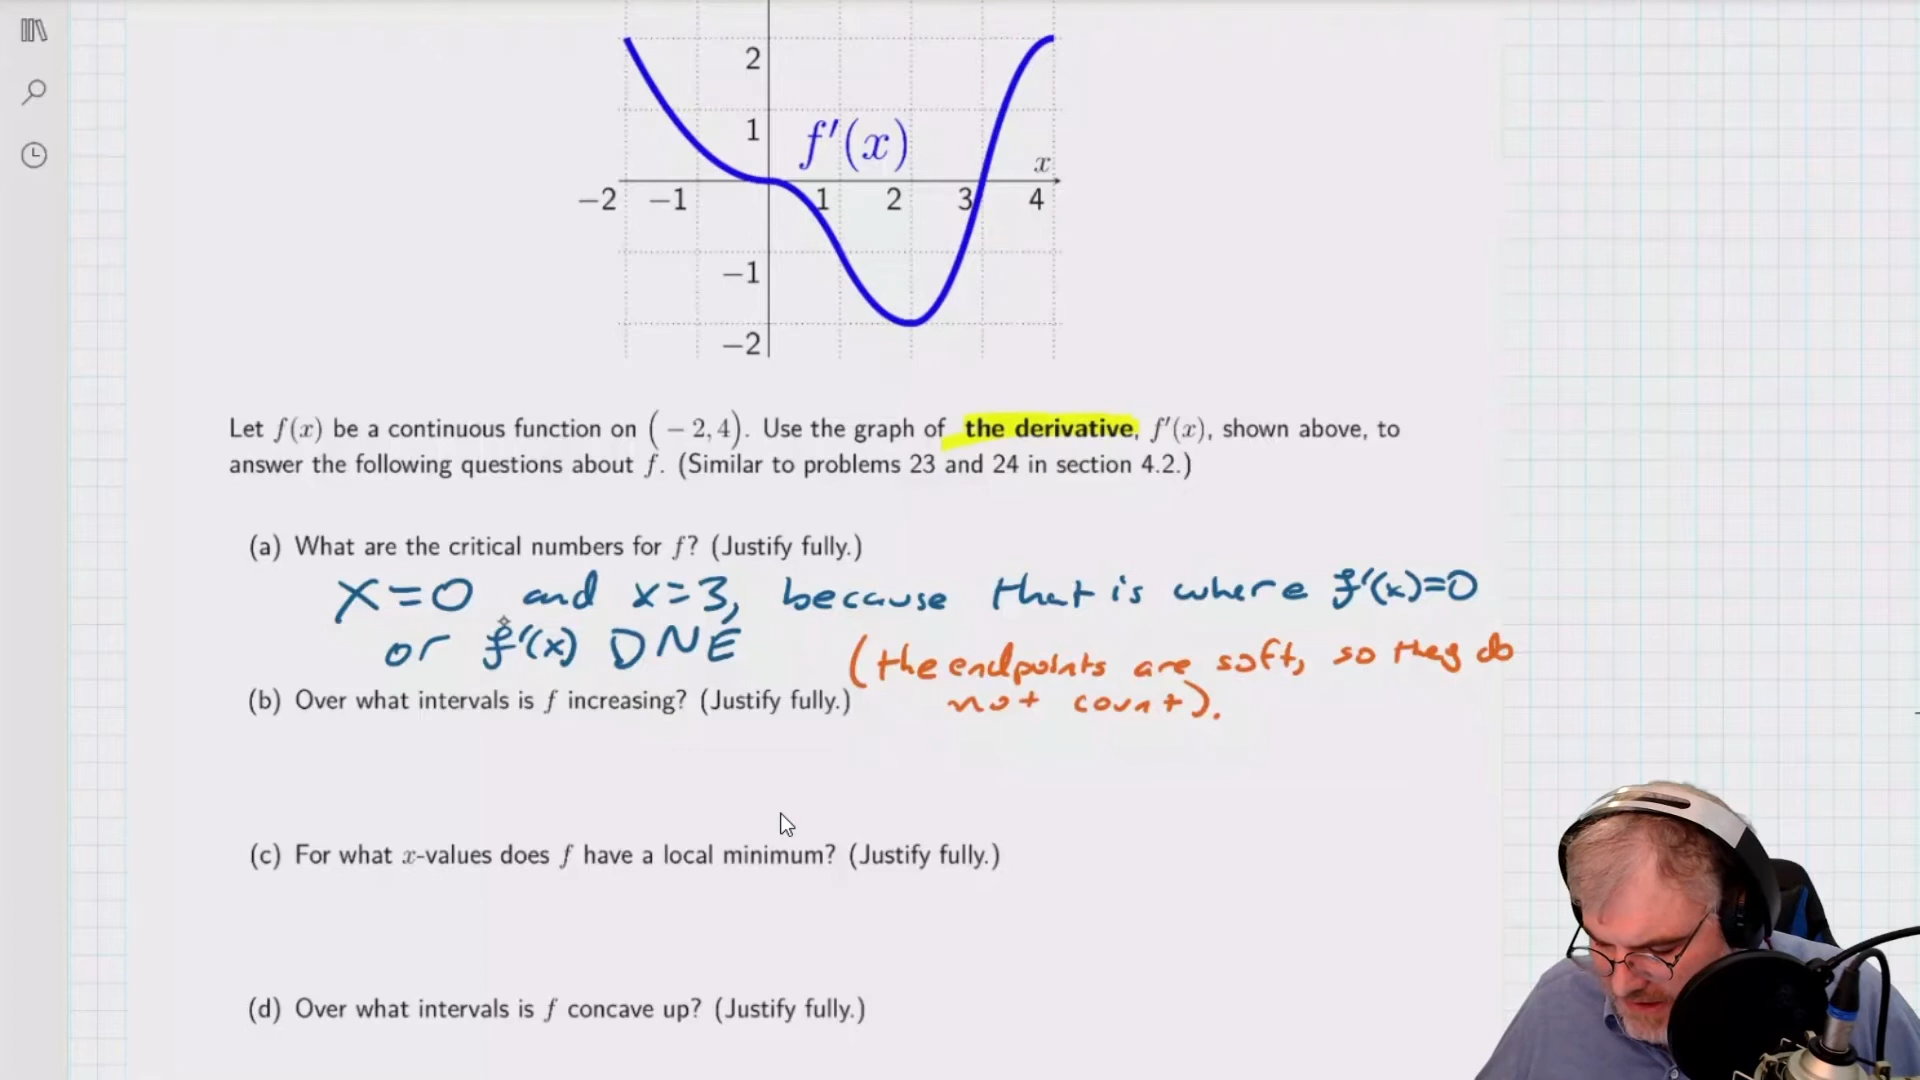 2
1
f′(x)
x
−2 −1 1 2 3 4
−1
−2
Let f(x) be a continuous function on (−2,4). Use the graph of the derivative, f′(x), shown above, to
answer the following questions about f. (Similar to problems 23 and 24 in section 4.2.)
(a) What are the critical numbers for f? (Justify fully.)
x=0 and x=3, because that is where f'(x)=0
or f'(x) DNE
(the endpoints are soft, so they do
not count).
(b) Over what intervals is f increasing? (Justify fully.)
(c) For what x-values does f have a local minimum? (Justify fully.)
(d) Over what intervals is f concave up? (Justify fully.)